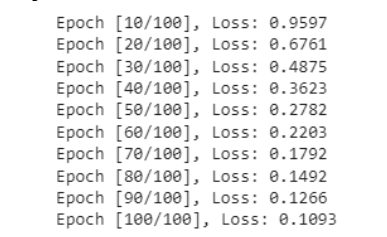 Epoch [10/100], Loss: 0.9597
Epoch [20/100], Loss: 0.6761
Epoch [30/100], Loss: 0.4875
Epoch [40/100], Loss: 0.3623
Epoch [50/100], Loss: 0.2782
Epoch [60/100], Loss: 0.2203
Epoch [70/100], Loss: 0.1792
Epoch [80/100], Loss: 0.1492
Epoch [90/100], Loss: 0.1266
Epoch [100/100], Loss: 0.1093